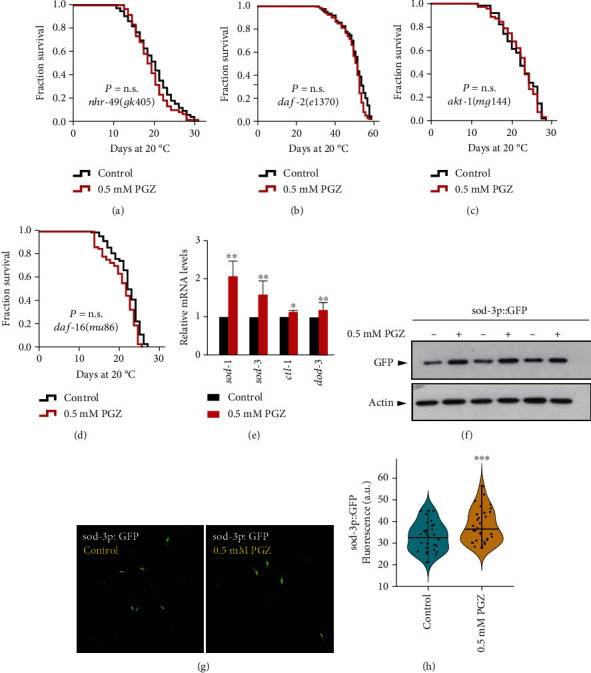 1.0
0.8
0.6
0.4
0.2
0.0
Fraction survival
P = n.s.
nhr-49(gk405)
0 10 20 30
Days at 20 °C
Control
0.5 mM PGZ
(a)
1.0
0.8
0.6
0.4
0.2
0.0
Fraction survival
P = n.s.
daf-2(e1370)
0 20 40 60
Days at 20 °C
Control
0.5 mM PGZ
(b)
1.0
0.8
0.6
0.4
0.2
0.0
Fraction survival
P = n.s.
akt-1(mg144)
0 10 20 30
Days at 20 °C
Control
0.5 mM PGZ
(c)
1.0
0.8
0.6
0.4
0.2
0.0
Fraction survival
P = n.s.
daf-16(mu86)
0 10 20 30
Days at 20 °C
Control
0.5 mM PGZ
(d)
3
2
1
0
Relative mRNA levels
** ** * **
sod-1 sod-3 ctl-1 dod-3
Control
0.5 mM PGZ
(e)
sod-3p::GFP
0.5 mM PGZ − + − + − +
GFP
Actin
(f)
sod-3p: GFP
Control
sod-3p: GFP
0.5 mM PGZ
(g)
60
50
40
30
20
10
sod-3p::GFP
Fluorescence (a.u.)
***
Control 0.5 mM PGZ
(h)